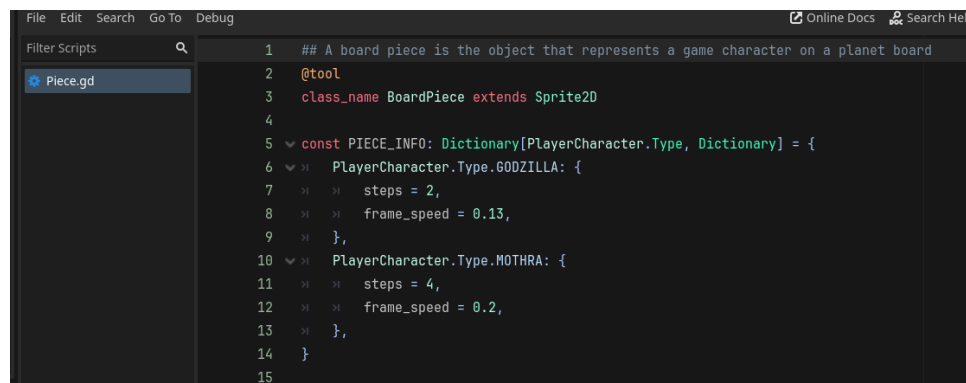 File Edit Search Go To Debug
Online Docs Search Hel
Filter Scripts
Piece.gd
1 ## A board piece is the object that represents a game character on a planet board
2 @tool
3 class_name BoardPiece extends Sprite2D
4
5 const PIECE_INFO: Dictionary[PlayerCharacter.Type, Dictionary] = {
6 PlayerCharacter.Type.GODZILLA: {
7 steps = 2,
8 frame_speed = 0.13,
9 },
10 PlayerCharacter.Type.MOTHRA: {
11 steps = 4,
12 frame_speed = 0.2,
13 },
14 }
15